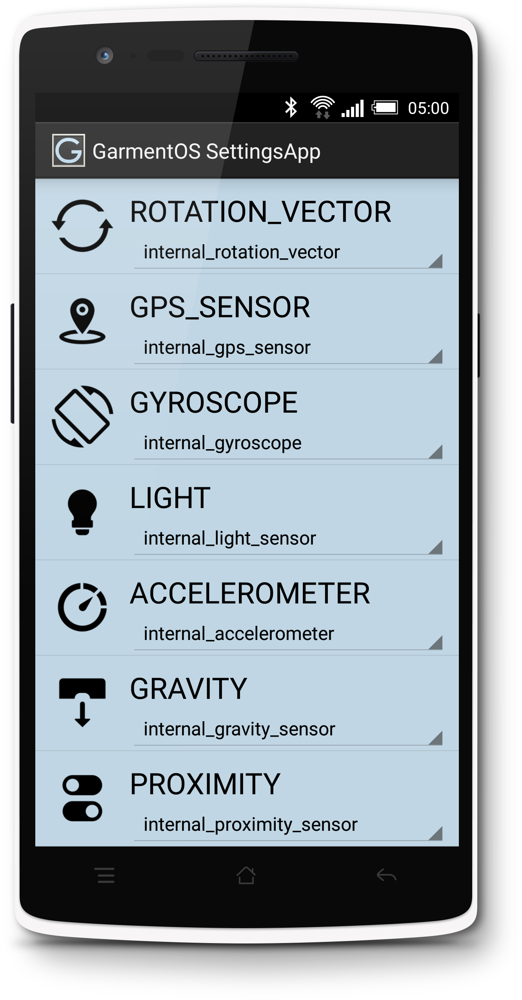 05:00
G GarmentOS SettingsApp
ROTATION_VECTOR
internal_rotation_vector
GPS_SENSOR
internal_gps_sensor
GYROSCOPE
internal_gyroscope
LIGHT
internal_light_sensor
ACCELEROMETER
internal_accelerometer
GRAVITY
internal_gravity_sensor
PROXIMITY
internal_proximity_sensor